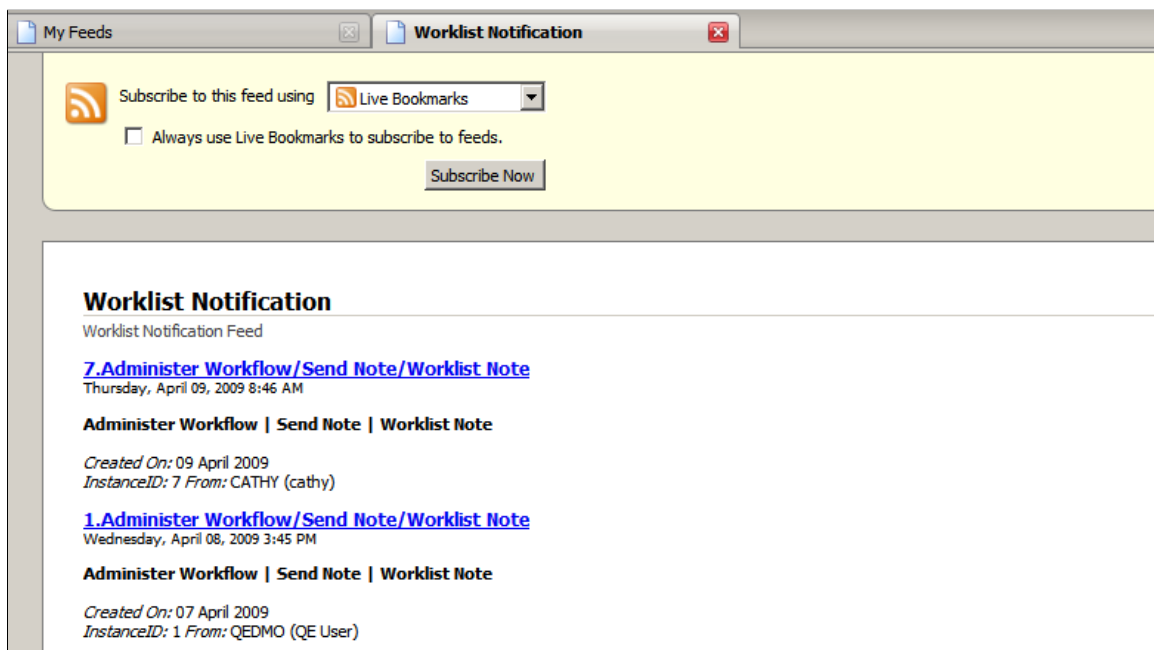 My Feeds
Worklist Notification
Subscribe to this feed using Live Bookmarks
Always use Live Bookmarks to subscribe to feeds.
Subscribe Now
Worklist Notification
Worklist Notification Feed
7.Administer Workflow/Send Note/Worklist Note
Thursday, April 09, 2009 8:46 AM
Administer Workflow | Send Note | Worklist Note
Created On: 09 April 2009
InstanceID: 7 From: CATHY (cathy)
1.Administer Workflow/Send Note/Worklist Note
Wednesday, April 08, 2009 3:45 PM
Administer Workflow | Send Note | Worklist Note
Created On: 07 April 2009
InstanceID: 1 From: QEDMO (QE User)